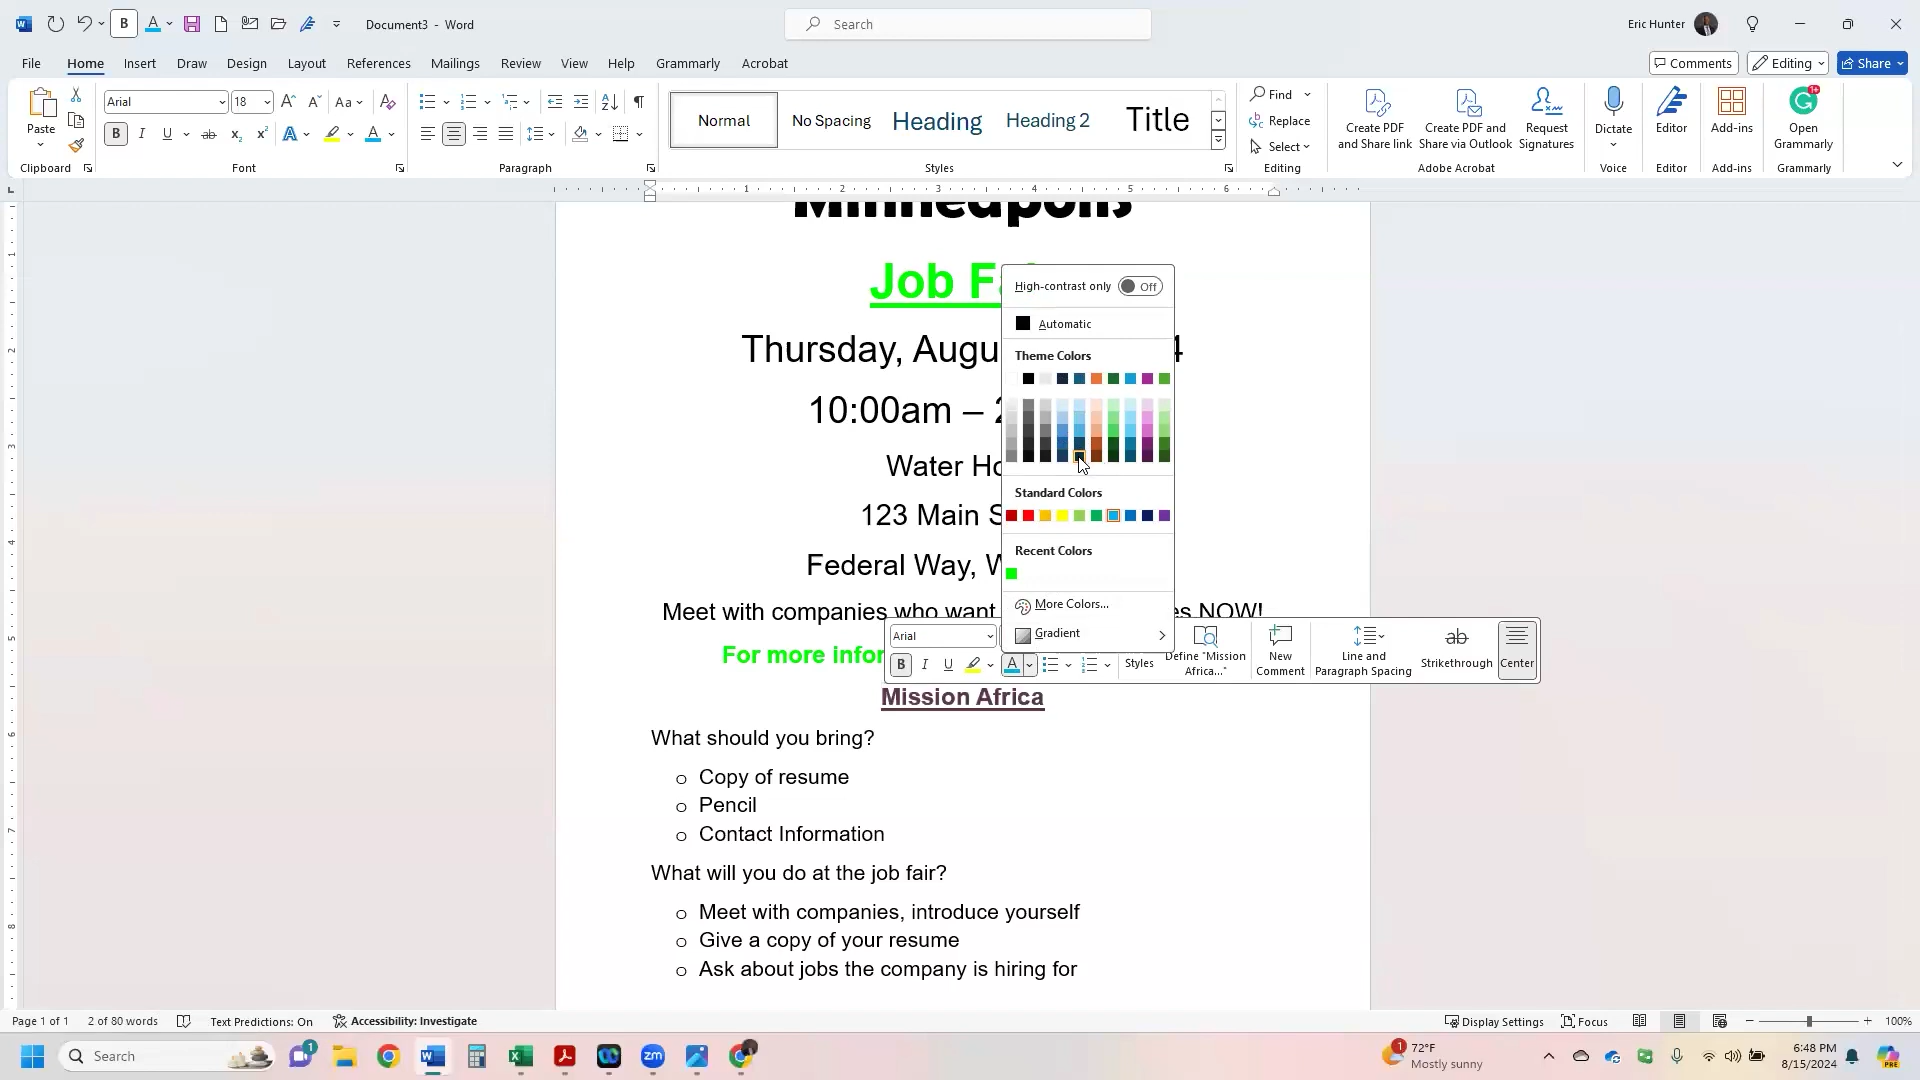 Document3 - Word
Search
Eric Hunter
File Home Insert Draw Design Layout References Mailings Review View Help Grammarly Acrobat
Comments Editing Share
Paste
Arial 18
Aa
Normal
No Spacing
Heading
Heading 2
Title
Find
Replace
Select
Create PDF and Share link
Create PDF and Share via Outlook
Request Signatures
Dictate
Editor
Add-ins
Open Grammarly
Clipboard Font Paragraph Styles Editing Adobe Acrobat Voice Editor Add-ins Grammarly
1 2 3 4 5 6
Minneapolis
Job Fa
Thursday, Augu 4
10:00am –
Water Ho
123 Main S
Federal Way, W
Meet with companies who want es NOW!
For more infor
Mission Africa
What should you bring?
o Copy of resume
o Pencil
o Contact Information
What will you do at the job fair?
o Meet with companies, introduce yourself
o Give a copy of your resume
o Ask about jobs the company is hiring for
High-contrast only Off
Automatic
Theme Colors
Standard Colors
Recent Colors
More Colors...
Gradient
Arial
B I U A
Styles
Define "Mission Africa..."
New Comment
Line and Paragraph Spacing
Strikethrough
Center
Page 1 of 1 2 of 80 words Text Predictions: On Accessibility: Investigate
Display Settings Focus 100%
Search
72°F
Mostly sunny
6:48 PM
8/15/2024